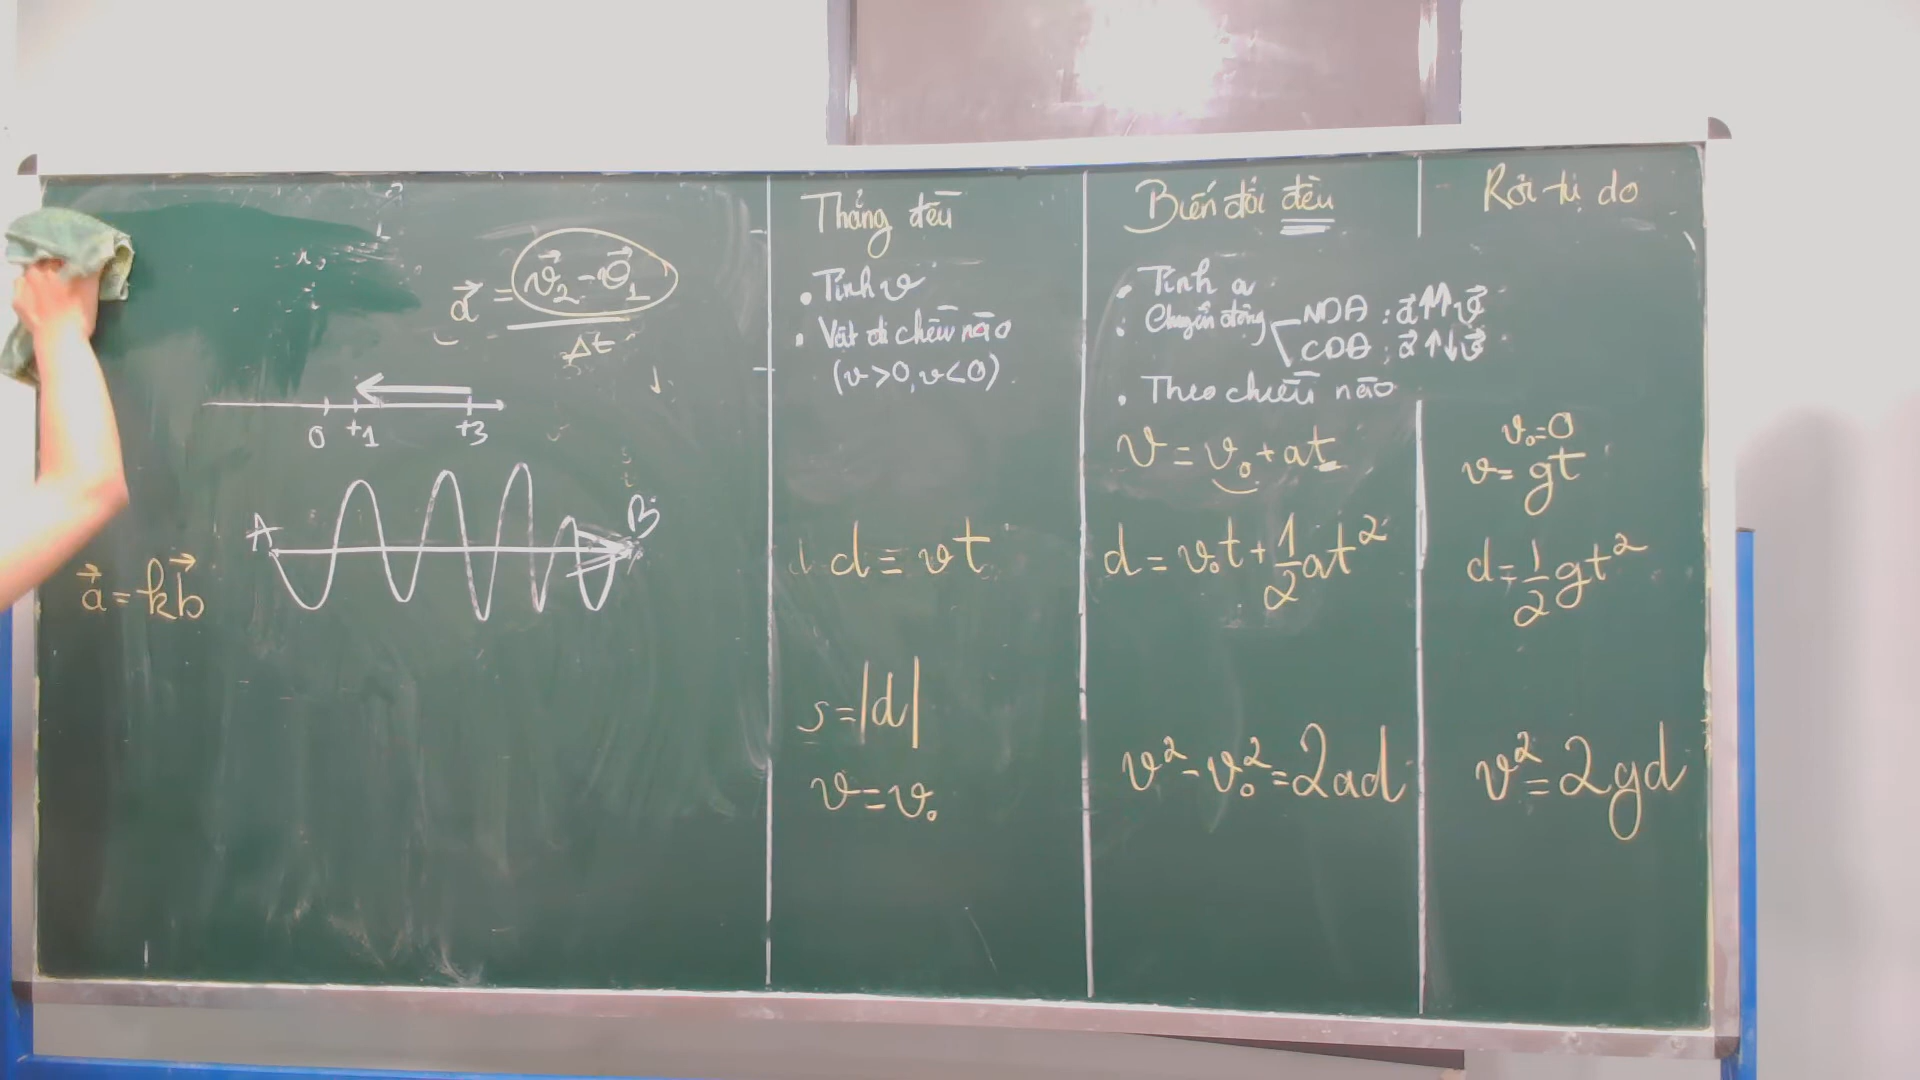 a⃗ = (v⃗₂ - v⃗₁) / Δt
0 +1 +3
A B
a⃗ = kb⃗
Thẳng đều
• Tính v
• Vật đi chiều nào
(v>0, v<0)
d = vt
s = |d|
v = v₀
Biến đổi đều
• Tính a
• Chuyển động
NDĐ : a⃗ ↑↑ v⃗
CDĐ : a⃗ ↑↓ v⃗
• Theo chiều nào
v = v₀ + at
d = v₀t + 1/2 at²
v² - v₀² = 2ad
Rơi tự do
v₀ = 0
v = gt
d = 1/2 gt²
v² = 2gd